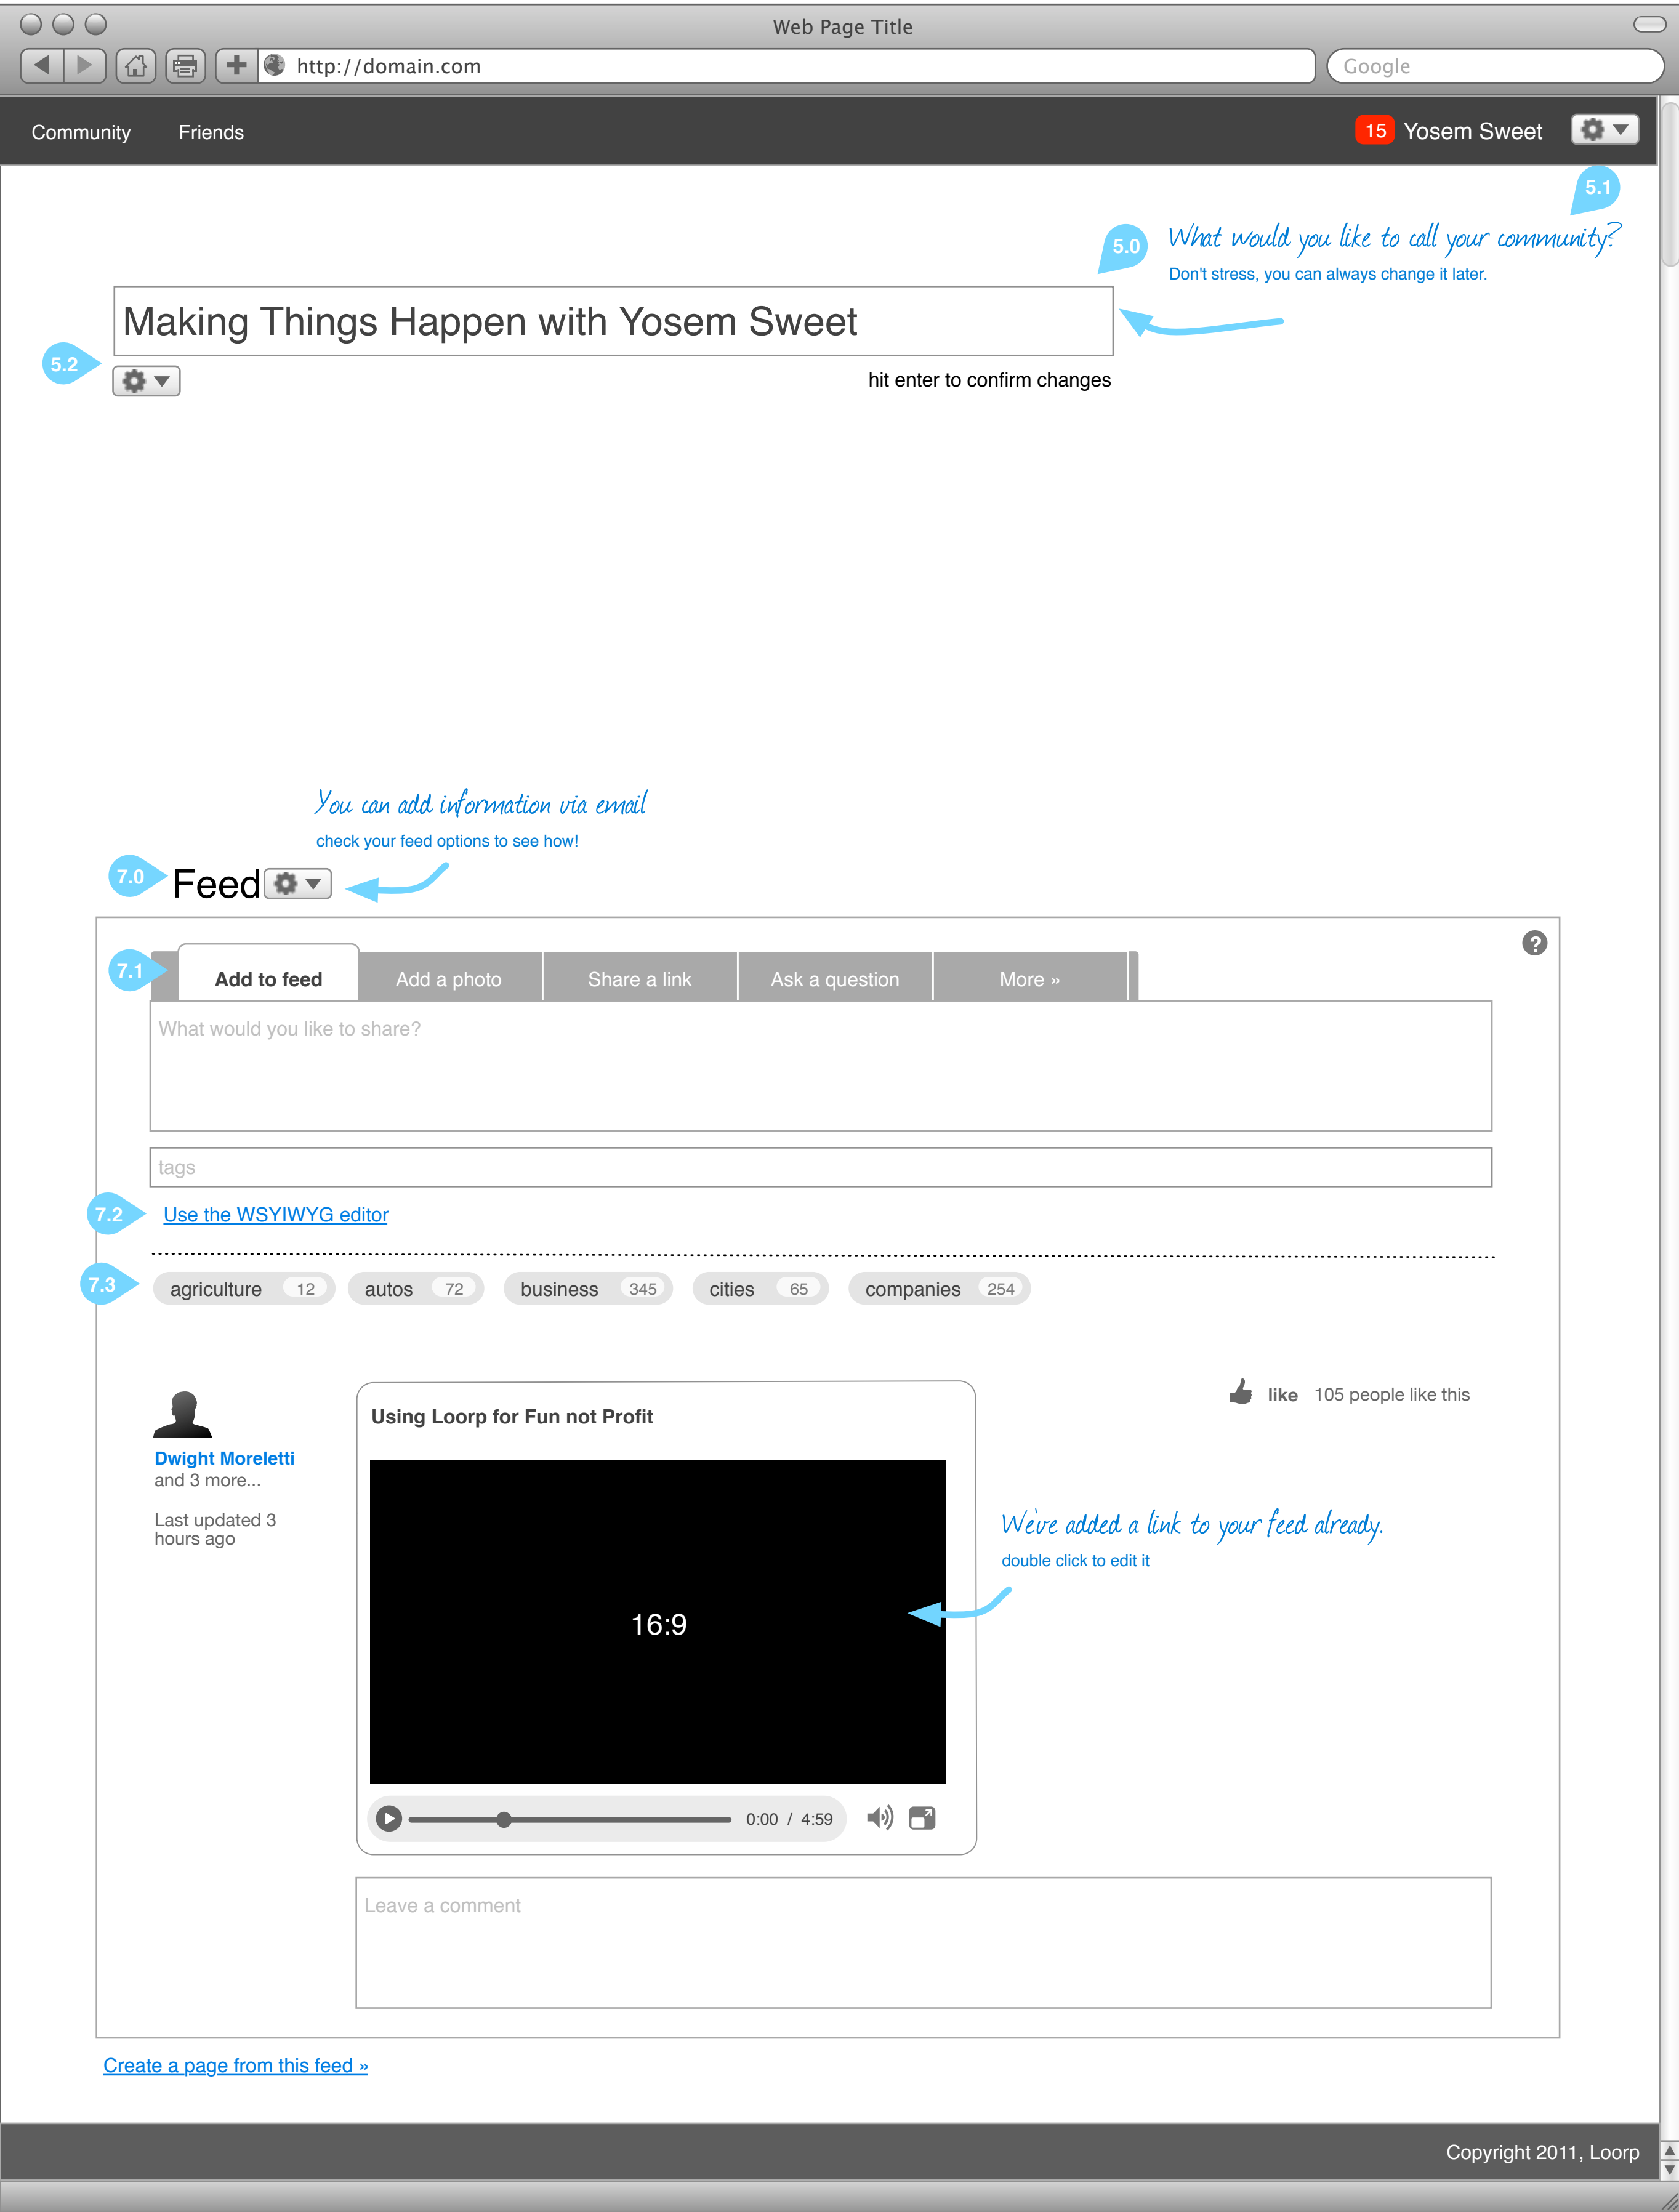 Web Page Title
http://domain.com
Google
Community Friends 15 Yosem Sweet
5.1
5.0 What would you like to call your community?
Don't stress, you can always change it later.
Making Things Happen with Yosem Sweet
5.2
hit enter to confirm changes
You can add information via email
check your feed options to see how!
7.0 Feed
?
7.1 Add to feed Add a photo Share a link Ask a question More »
What would you like to share?
tags
7.2 Use the WSYIWYG editor
7.3 agriculture 12 autos 72 business 345 cities 65 companies 254
like 105 people like this
Using Loorp for Fun not Profit
Dwight Moreletti
and 3 more...
Last updated 3
hours ago
We've added a link to your feed already.
double click to edit it
16:9
0:00 / 4:59
Leave a comment
Create a page from this feed »
Copyright 2011, Loorp